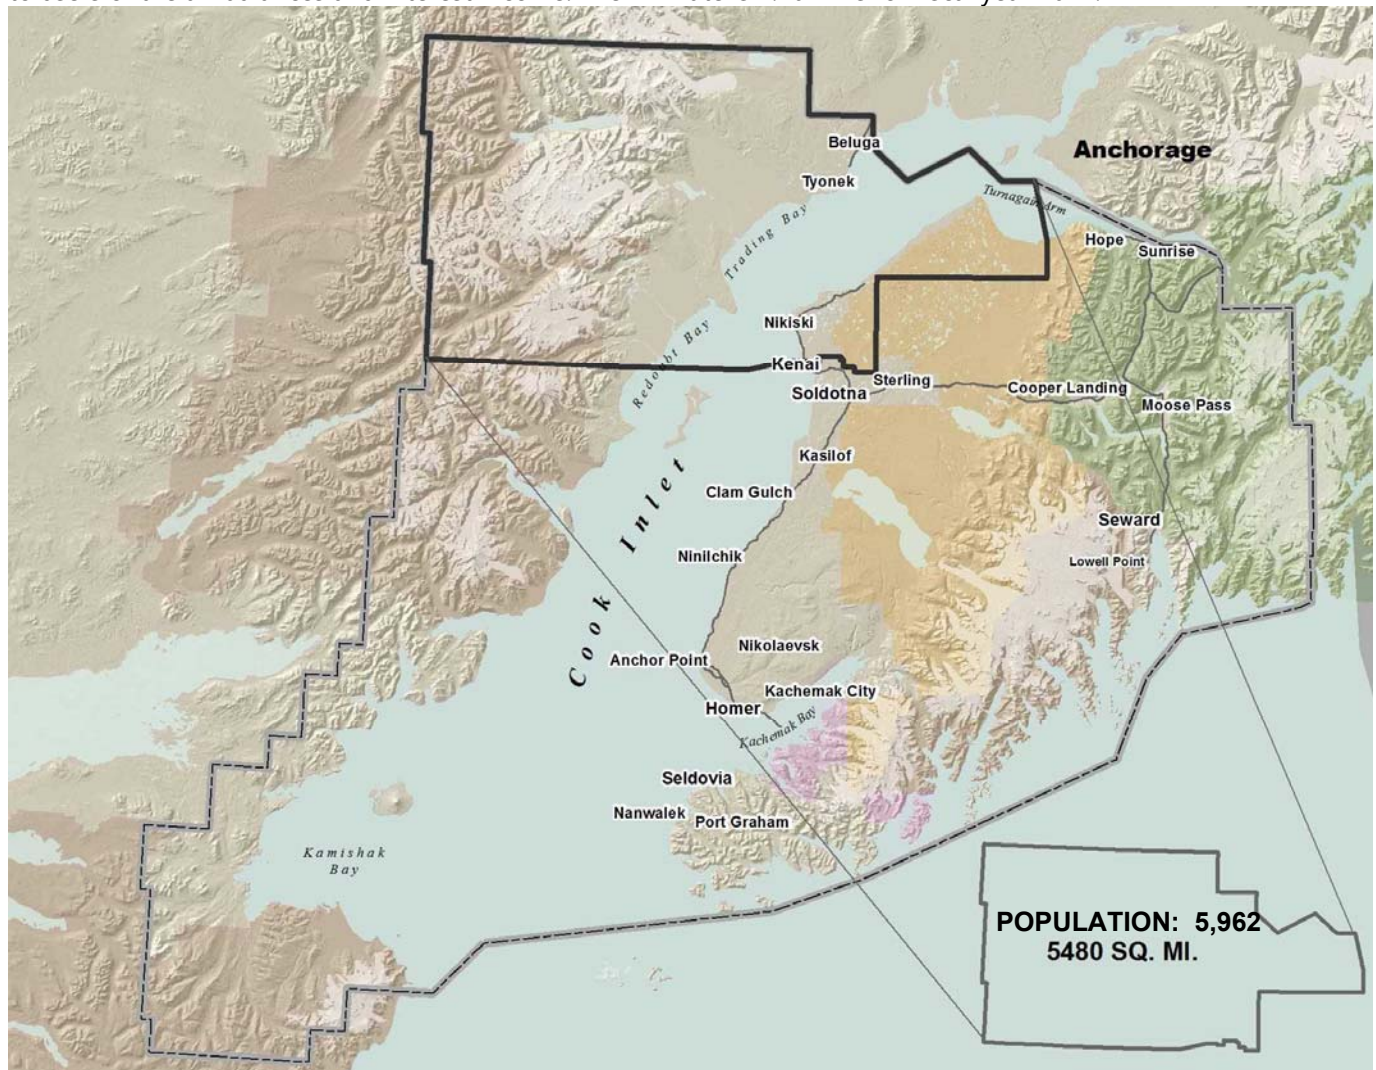 Beluga
Anchorage
Tyonek
Turnagain Arm
Trading Bay
Hope
Sunrise
Nikiski
Redoubt Bay
Kenai
Sterling
Soldotna
Cooper Landing
Moose Pass
Kasilof
Clam Gulch
Cook Inlet
Seward
Ninilchik
Lowell Point
Nikolaevsk
Anchor Point
Kachemak City
Homer
Kachemak Bay
Seldovia
Nanwalek
Port Graham
Kamishak
Bay
POPULATION: 5,962
5480 SQ. MI.